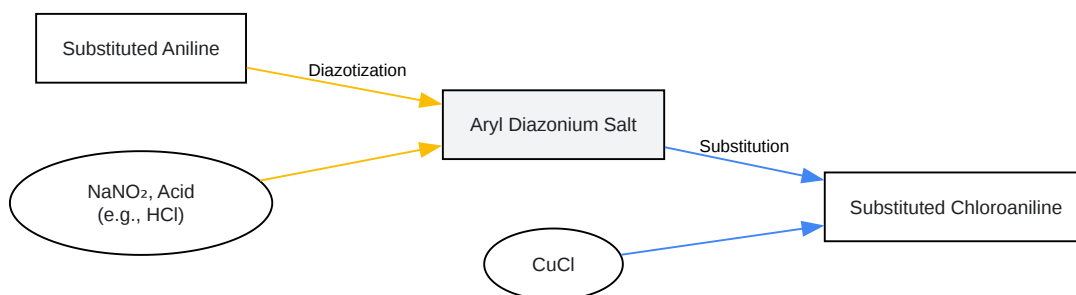 Substituted Aniline
Diazotization
Aryl Diazonium Salt
NaNO₂, Acid
(e.g., HCl)
Substitution
Substituted Chloroaniline
CuCl